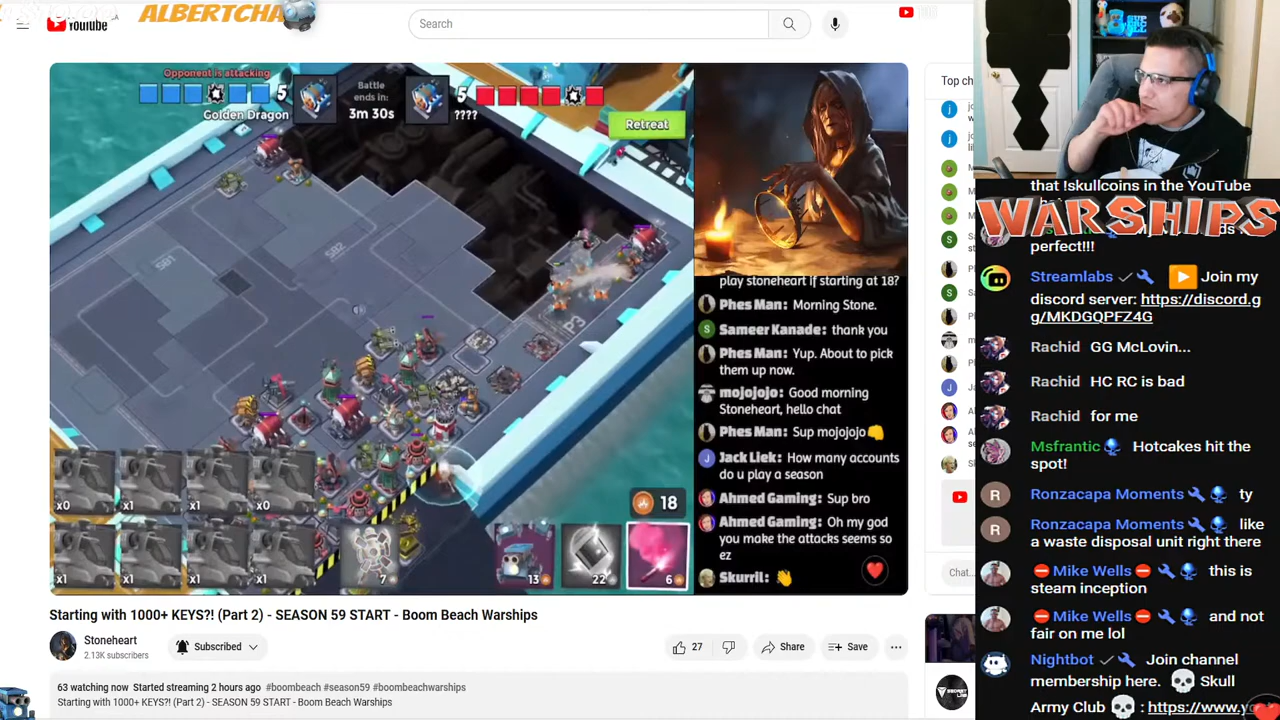 YouTube
ALBERTCHA
Search
Opponent is attacking
5
Battle
ends in:
3m 30s
5
Golden Dragon
????
Retreat
SB1
SB2
P3
x0
x1
x1
x0
x1
x1
x1
x1
7
18
13
22
6
play stoneheart if starting at 18?
Phes Man: Morning Stone.
Sameer Kanade: thank you
Phes Man: Yup. About to pick
them up now.
mojojojo: Good morning
Stoneheart, hello chat
Phes Man: Sup mojojojo👊
Jack Liek: How many accounts
do u play a season
Ahmed Gaming: Sup bro
Ahmed Gaming: Oh my god
you make the attacks seems so
ez
Skurril: 👋
Starting with 1000+ KEYS?! (Part 2) - SEASON 59 START - Boom Beach Warships
Stoneheart
2.13K subscribers
Subscribed
27
Share
Save
63 watching now Started streaming 2 hours ago #boombeach #season59 #boombeachwarships
Starting with 1000+ KEYS?! (Part 2) - SEASON 59 START - Boom Beach Warships
Top ch
Chat...
that !skullcoins in the YouTube
WARSHIPS
perfect!!!
Streamlabs Join my
discord server: https://discord.g
g/MKDGQPFZ4G
Rachid GG McLovin...
Rachid HC RC is bad
Rachid for me
Msfrantic Hotcakes hit the
spot!
Ronzacapa Moments ty
Ronzacapa Moments like
a waste disposal unit right there
⛔Mike Wells⛔ this is
steam inception
⛔Mike Wells⛔ and not
fair on me lol
Nightbot Join channel
membership here. 💀 Skull
Army Club 💀 : https://www.yo